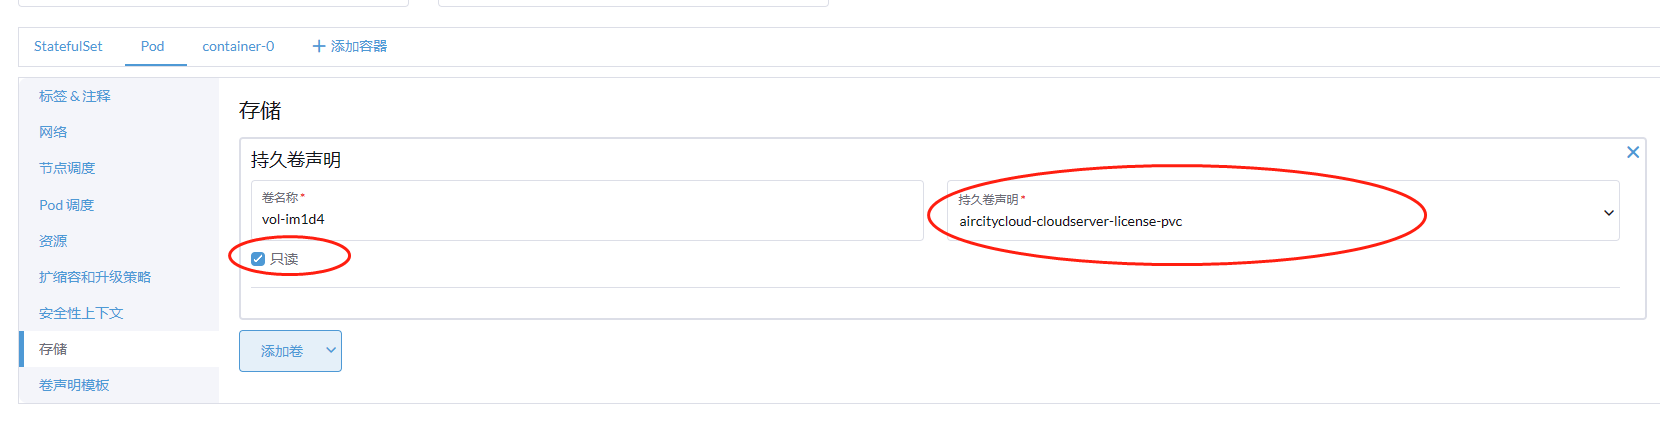 StatefulSet Pod container-0 + 添加容器
标签 & 注释
网络
节点调度
Pod 调度
资源
扩缩容和升级策略
安全性上下文
存储
卷声明模板
存储
持久卷声明
卷名称 *
vol-im1d4
持久卷声明 *
aircitycloud-cloudserver-license-pvc
只读
添加卷